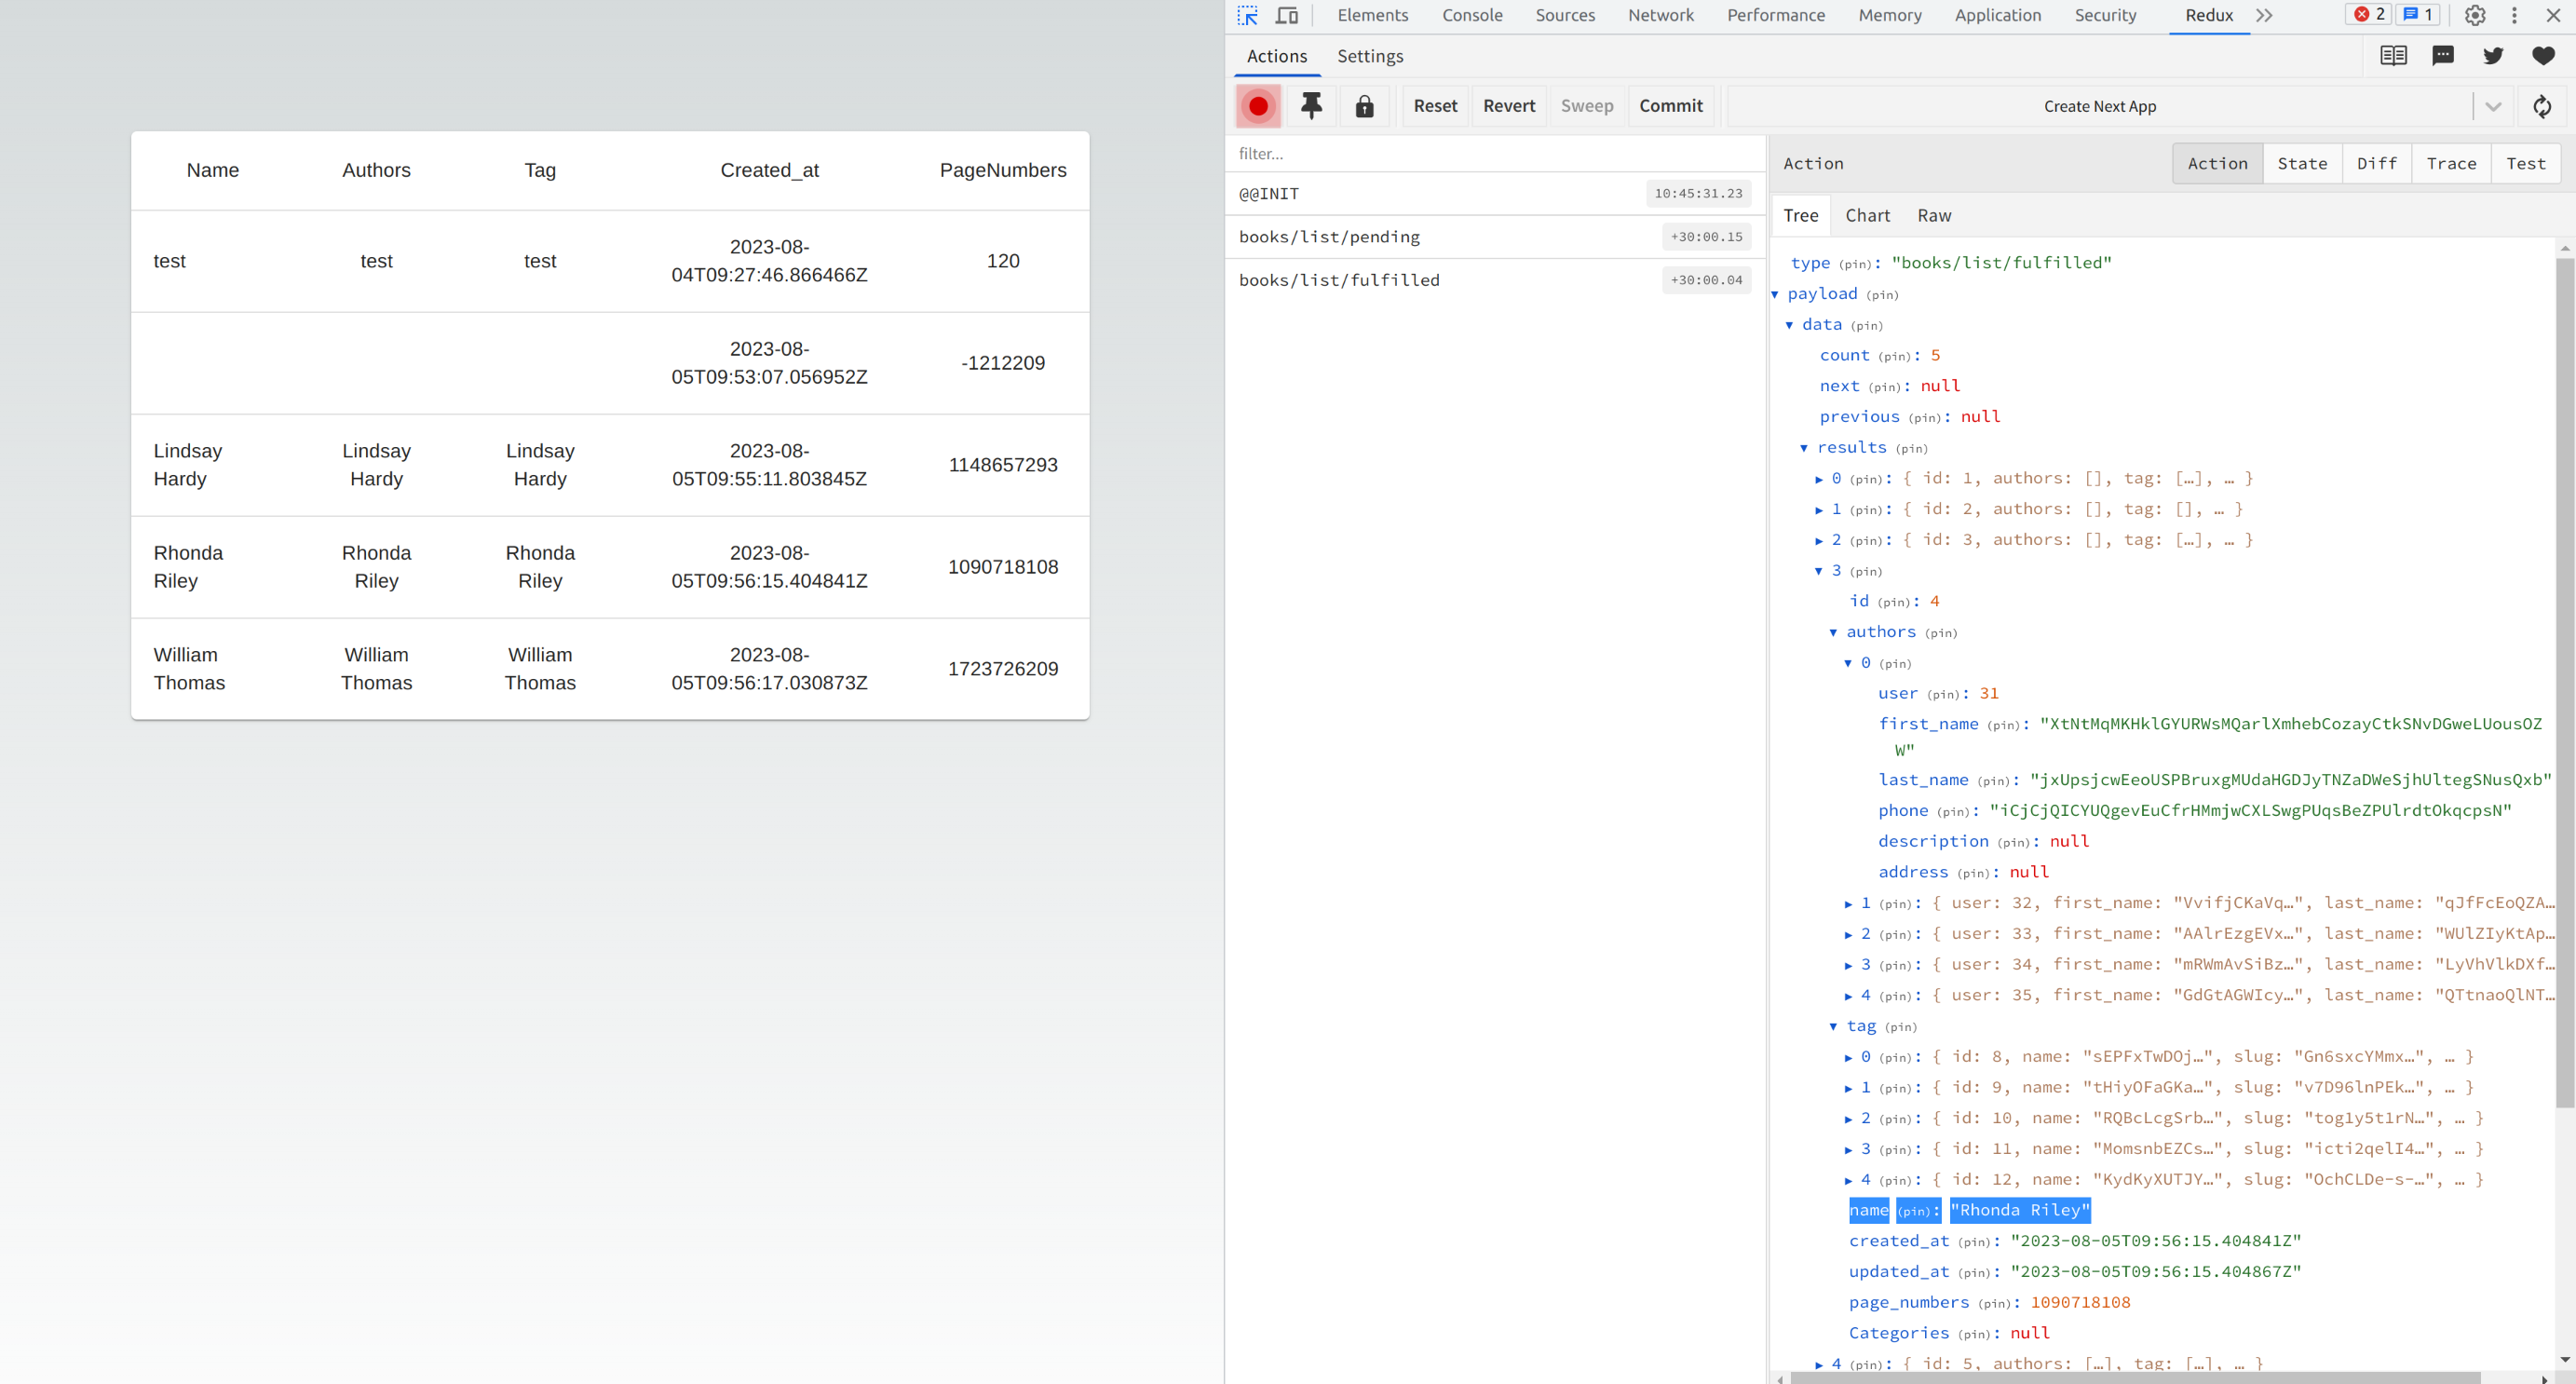 Name Authors Tag Created_at PageNumbers
test test test 2023-08-04T09:27:46.866466Z 120
2023-08-05T09:53:07.056952Z -1212209
Lindsay Hardy Lindsay Hardy Lindsay Hardy 2023-08-05T09:55:11.803845Z 1148657293
Rhonda Riley Rhonda Riley Rhonda Riley 2023-08-05T09:56:15.404841Z 1090718108
William Thomas William Thomas William Thomas 2023-08-05T09:56:17.030873Z 1723726209
Elements Console Sources Network Performance Memory Application Security Redux 2 1
Actions Settings
Reset Revert Sweep Commit Create Next App
filter...
@@INIT 10:45:31.23
books/list/pending +30:00.15
books/list/fulfilled +30:00.04
Action Action State Diff Trace Test
Tree Chart Raw
type (pin): "books/list/fulfilled"
payload (pin)
data (pin)
count (pin): 5
next (pin): null
previous (pin): null
results (pin)
0 (pin): { id: 1, authors: [], tag: […], … }
1 (pin): { id: 2, authors: [], tag: [], … }
2 (pin): { id: 3, authors: [], tag: […], … }
3 (pin)
id (pin): 4
authors (pin)
0 (pin)
user (pin): 31
first_name (pin): "XtNtMqMKHklGYURWsMQarlXmhebCozayCtkSNvDGweLUousOZ
W"
last_name (pin): "jxUpsjcwEeoUSPBruxgMUdaHGDJyTNZaDWeSjhUltegSNusQxb"
phone (pin): "iCjCjQICYUQgevEuCfrHMmjwCXLSwgPUqsBeZPUlrdtOkqcpsN"
description (pin): null
address (pin): null
1 (pin): { user: 32, first_name: "VvifjCKaVq…", last_name: "qJfFcEoQZA…
2 (pin): { user: 33, first_name: "AAlrEzgEVx…", last_name: "WUlZIyKtAp…
3 (pin): { user: 34, first_name: "mRWmAvSiBz…", last_name: "LyVhVlkDXf…
4 (pin): { user: 35, first_name: "GdGtAGWIcy…", last_name: "QTtnaoQlNT…
tag (pin)
0 (pin): { id: 8, name: "sEPFxTwDOj…", slug: "Gn6sxcYMmx…", … }
1 (pin): { id: 9, name: "tHiyOFaGKa…", slug: "v7D96lnPEk…", … }
2 (pin): { id: 10, name: "RQBcLcgSrb…", slug: "tog1y5t1rN…", … }
3 (pin): { id: 11, name: "MomsnbEZCs…", slug: "icti2qelI4…", … }
4 (pin): { id: 12, name: "KydKyXUTJY…", slug: "OchCLDe-s-…", … }
name (pin): "Rhonda Riley"
created_at (pin): "2023-08-05T09:56:15.404841Z"
updated_at (pin): "2023-08-05T09:56:15.404867Z"
page_numbers (pin): 1090718108
Categories (pin): null
4 (pin): { id: 5, authors: […], tag: […], … }